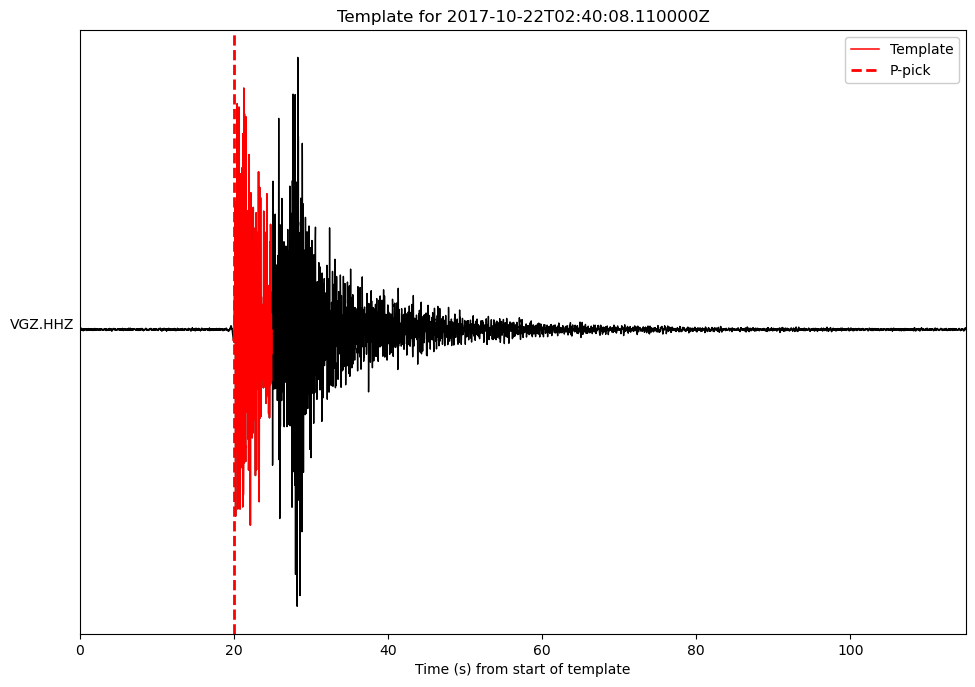 Template for 2017-10-22T02:40:08.110000Z
Template
P-pick
VGZ.HHZ
0 20 40 60 80 100
Time (s) from start of template